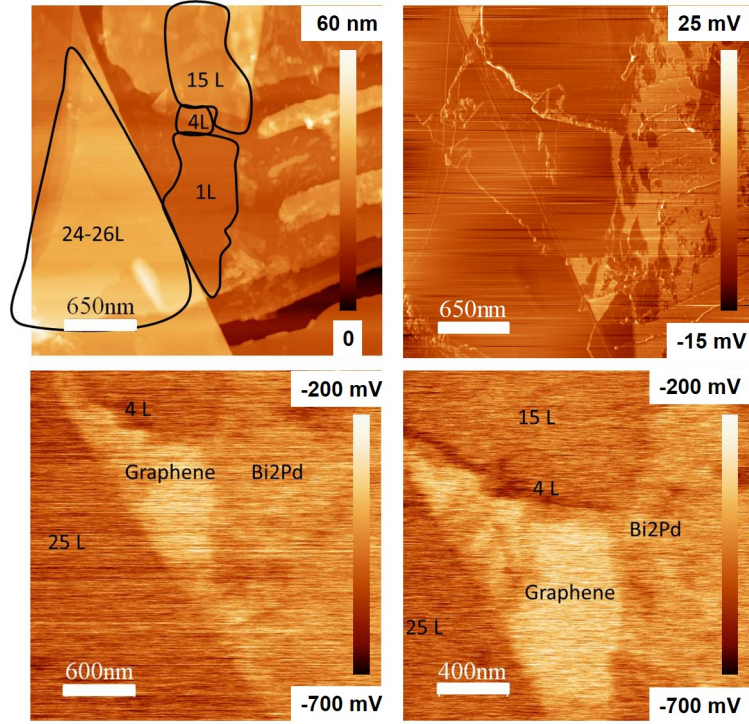 60 nm
15 L
4L
1L
24-26L
650nm
0
25 mV
650nm
-15 mV
-200 mV
4 L
Graphene
Bi2Pd
25 L
600nm
-700 mV
-200 mV
15 L
4 L
Bi2Pd
Graphene
25 L
400nm
-700 mV